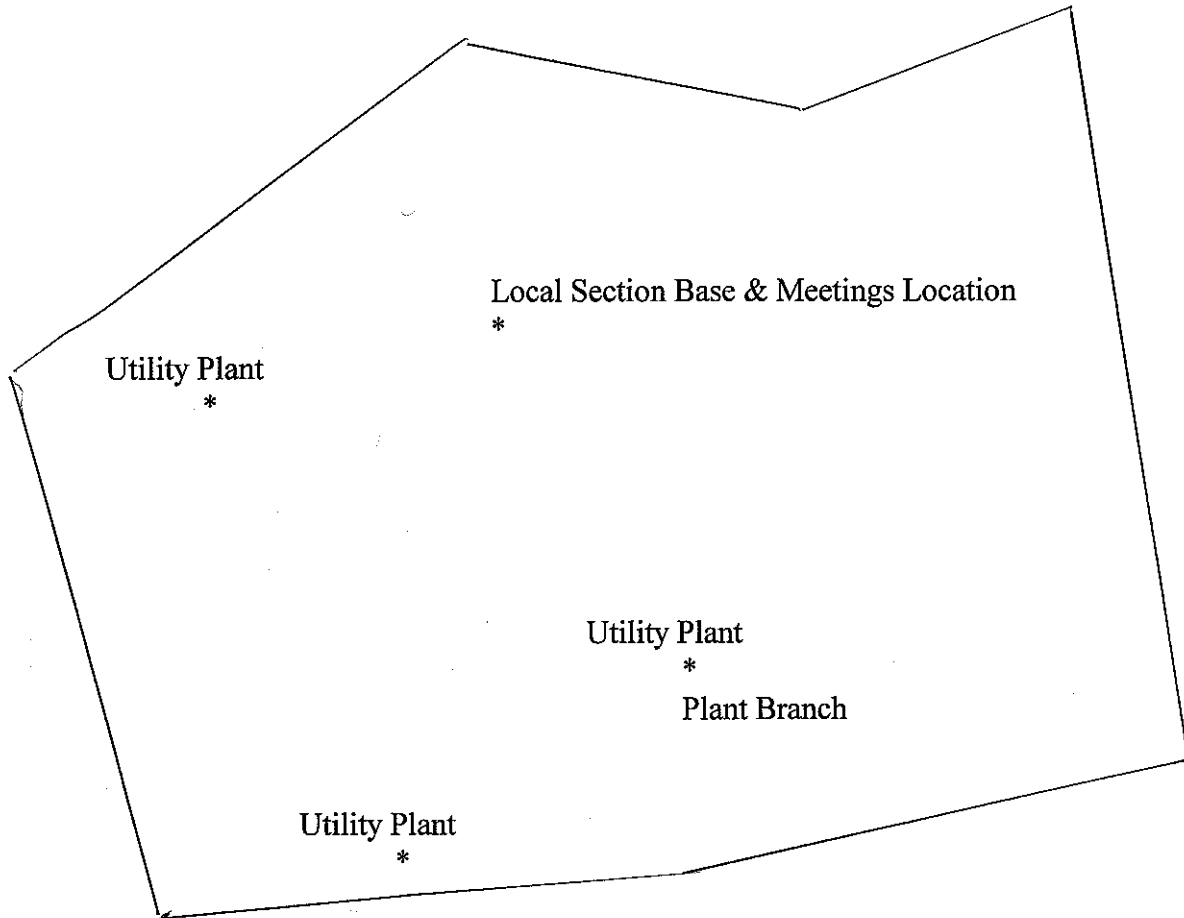 Local Section Base & Meetings Location
*
Utility Plant
*
Utility Plant
*
Plant Branch
Utility Plant
*